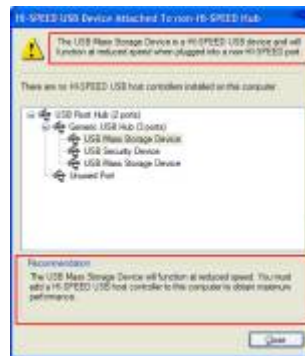 HI-SPEED USB Device Attached To non-HI-SPEED Hub
The USB Mass Storage Device is a HI-SPEED USB device and will
function at reduced speed when plugged into a non-HI-SPEED port.
There are no HI-SPEED USB host controllers installed on this computer.
USB Root Hub (2 ports)
Generic USB Hub (3 ports)
USB Mass Storage Device
USB Security Device
USB Mass Storage Device
Unused Port
Recommendation
The USB Mass Storage Device will function at reduced speed. You must
add a HI-SPEED USB host controller to this computer to obtain maximum
performance.
Close